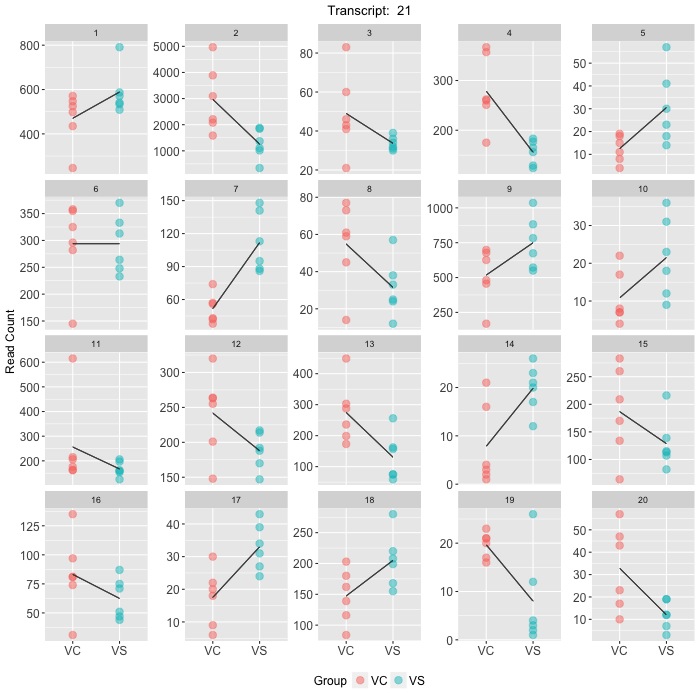 Transcript: 21
1 2 3 4 5
800 600 400
5000 4000 3000 2000 1000
80 60 40 20
300 200
50 40 30 20 10
6 7 8 9 10
350 300 250 200 150
150 120 90 60
80 60 40 20
1000 750 500 250
30 20 10
Read Count
11 12 13 14 15
600 500 400 300 200
300 250 200 150
400 300 200 100
20 10 0
250 200 150 100
16 17 18 19 20
125 100 75 50
40 30 20 10
250 200 150 100
20 10 0
50 40 30 20 10
VC VS VC VS VC VS VC VS VC VS
Group VC VS